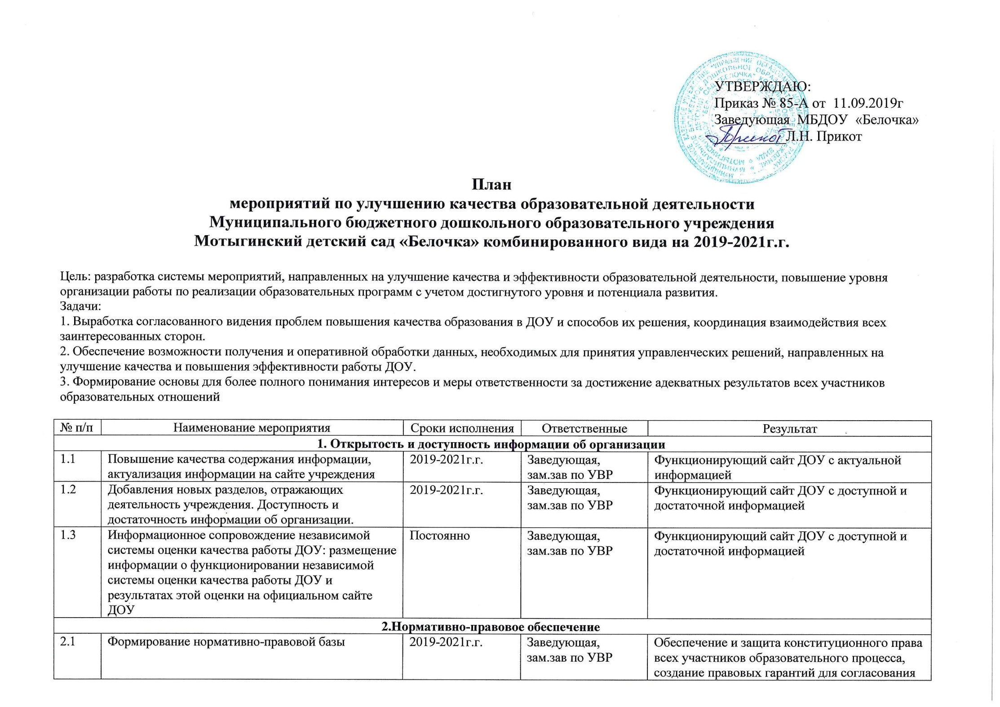 УТВЕРЖДАЮ:
Приказ № 85-А от 11.09.2019г
Заведующая МБДОУ «Белочка»
Л.Н. Прикот
План
мероприятий по улучшению качества образовательной деятельности
Муниципального бюджетного дошкольного образовательного учреждения
Мотыгинский детский сад «Белочка» комбинированного вида на 2019-2021г.г.
Цель: разработка системы мероприятий, направленных на улучшение качества и эффективности образовательной деятельности, повышение уровня
организации работы по реализации образовательных программ с учетом достигнутого уровня и потенциала развития.
Задачи:
1. Выработка согласованного видения проблем повышения качества образования в ДОУ и способов их решения, координация взаимодействия всех
заинтересованных сторон.
2. Обеспечение возможности получения и оперативной обработки данных, необходимых для принятия управленческих решений, направленных на
улучшение качества и повышения эффективности работы ДОУ.
3. Формирование основы для более полного понимания интересов и меры ответственности за достижение адекватных результатов всех участников
образовательных отношений
№ п/п Наименование мероприятия Сроки исполнения Ответственные Результат
1. Открытость и доступность информации об организации
1.1 Повышение качества содержания информации, 2019-2021г.г. Заведующая, Функционирующий сайт ДОУ с актуальной
актуализация информации на сайте учреждения зам.зав по УВР информацией
1.2 Добавления новых разделов, отражающих 2019-2021г.г. Заведующая, Функционирующий сайт ДОУ с доступной и
деятельность учреждения. Доступность и зам.зав по УВР достаточной информацией
достаточность информации об организации.
1.3 Информационное сопровождение независимой Постоянно Заведующая, Функционирующий сайт ДОУ с доступной и
системы оценки качества работы ДОУ: размещение зам.зав по УВР достаточной информацией
информации о функционировании независимой
системы оценки качества работы ДОУ и
результатах этой оценки на официальном сайте
ДОУ
2.Нормативно-правовое обеспечение
2.1 Формирование нормативно-правовой базы 2019-2021г.г. Заведующая, Обеспечение и защита конституционного права
зам.зав по УВР всех участников образовательного процесса,
создание правовых гарантий для согласования